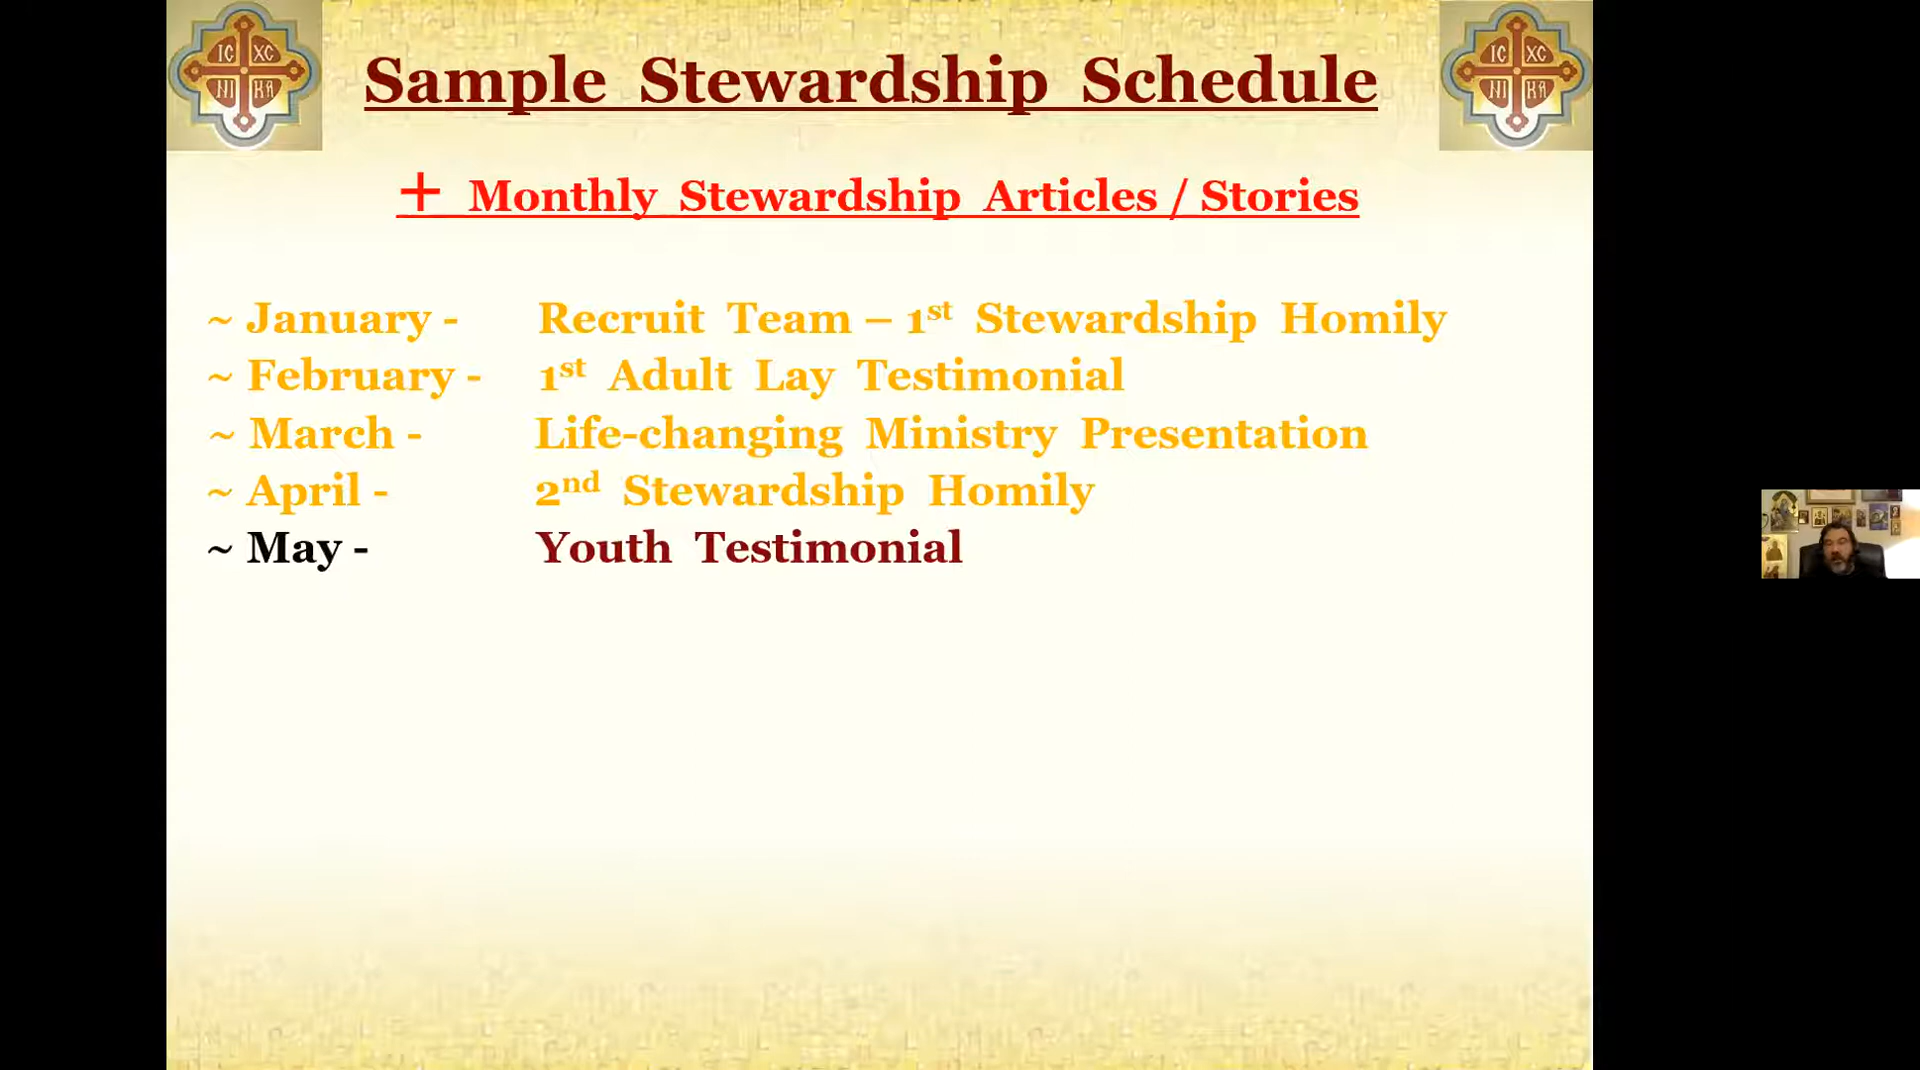 IC XC
NI KA
IC XC
NI KA
Sample Stewardship Schedule
+ Monthly Stewardship Articles / Stories
~ January - Recruit Team – 1st Stewardship Homily
~ February - 1st Adult Lay Testimonial
~ March - Life-changing Ministry Presentation
~ April - 2nd Stewardship Homily
~ May - Youth Testimonial